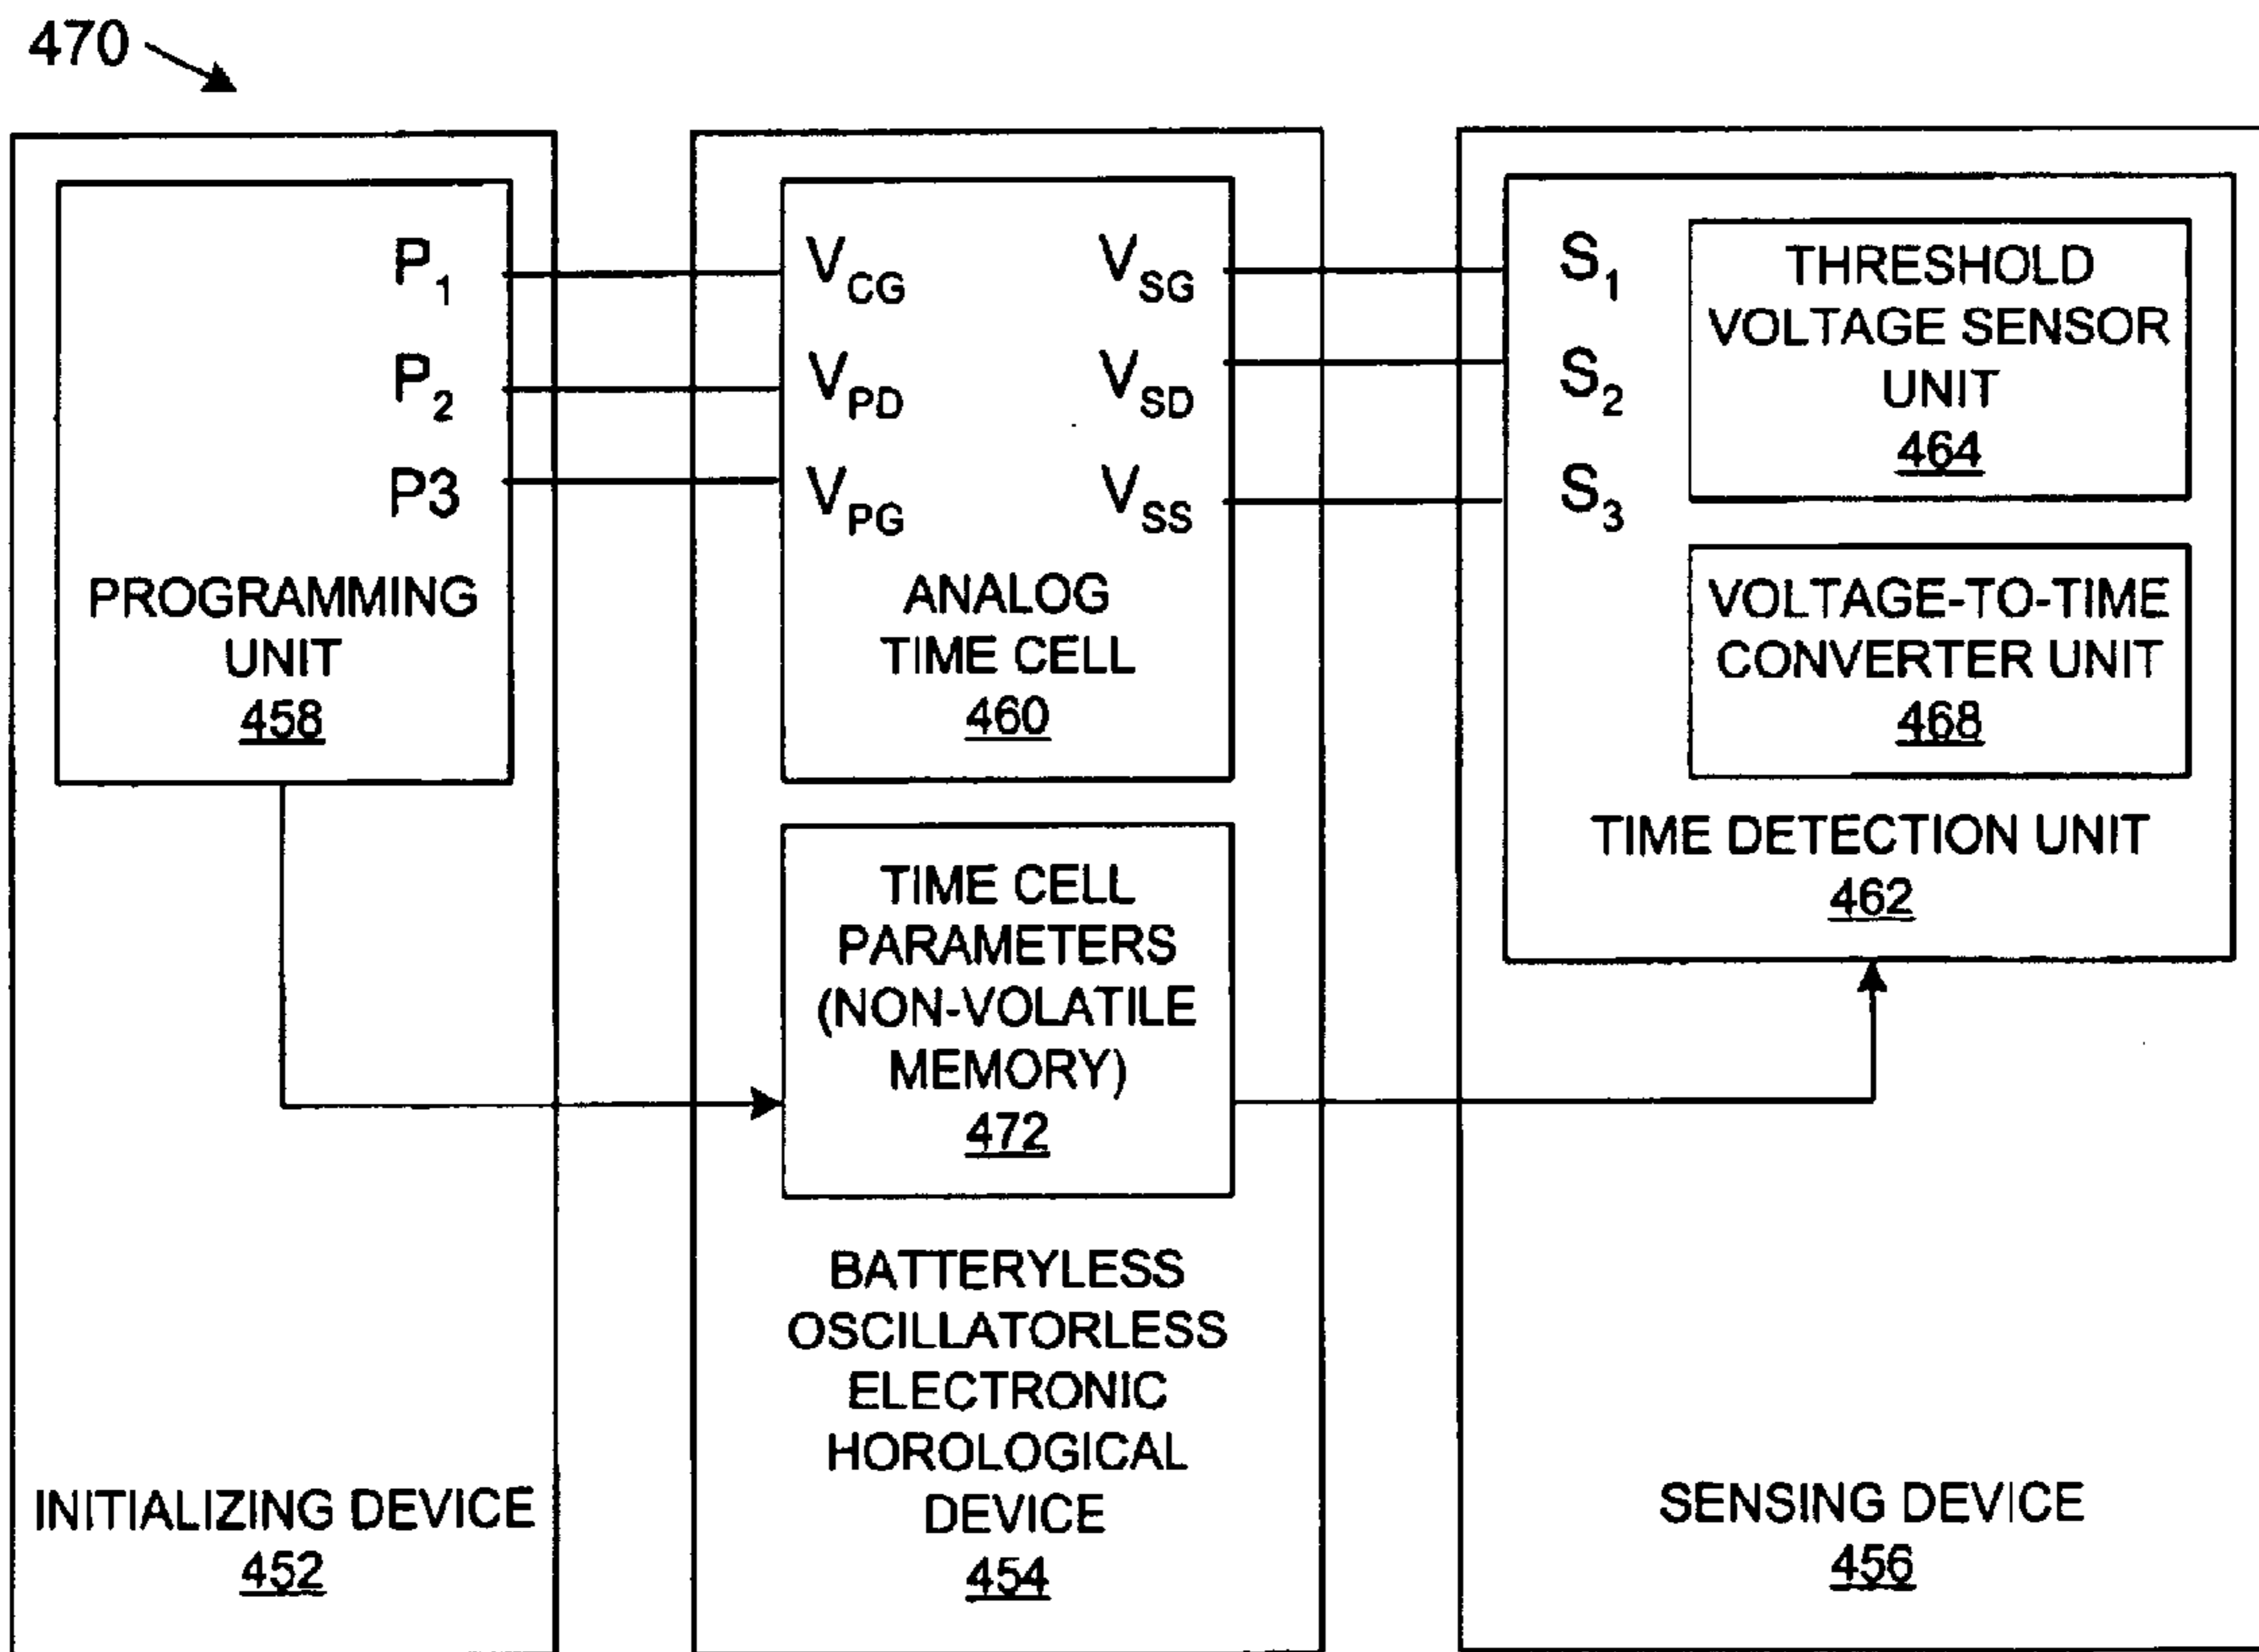 470
P1
P2
P3
PROGRAMMING
UNIT
458
INITIALIZING DEVICE
452
VCG
VPD
VPG
VSG
VSD
VSS
ANALOG
TIME CELL
460
TIME CELL
PARAMETERS
(NON-VOLATILE
MEMORY)
472
BATTERYLESS
OSCILLATORLESS
ELECTRONIC
HOROLOGICAL
DEVICE
454
S1
S2
S3
THRESHOLD
VOLTAGE SENSOR
UNIT
464
VOLTAGE-TO-TIME
CONVERTER UNIT
468
TIME DETECTION UNIT
462
SENSING DEVICE
456